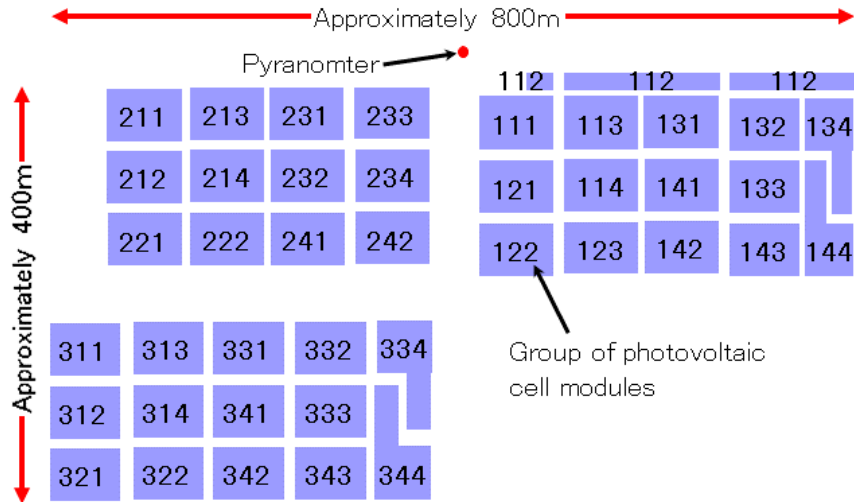 Approximately 800m
Pyranomter
112 112 112
211 213 231 233 111 113 131 132 134
212 214 232 234 121 114 141 133
221 222 241 242 122 123 142 143 144
Approximately 400m
311 313 331 332 334
Group of photovoltaic
cell modules
312 314 341 333
321 322 342 343 344